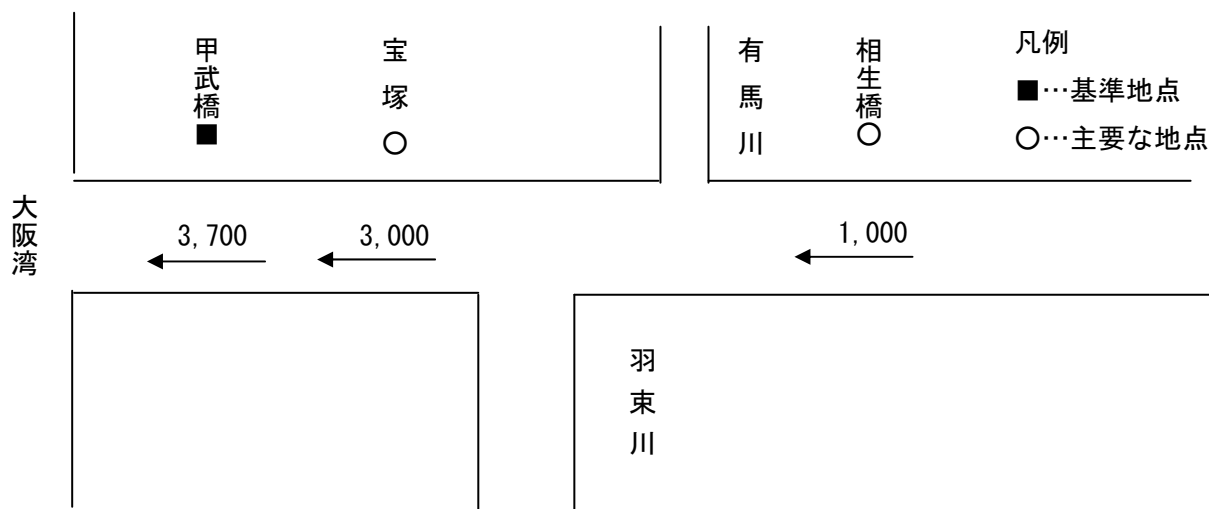 甲武橋
■
宝塚
○
有馬川
相生橋
○
凡例
■…基準地点
○…主要な地点
大阪湾
3,700
3,000
1,000
羽束川